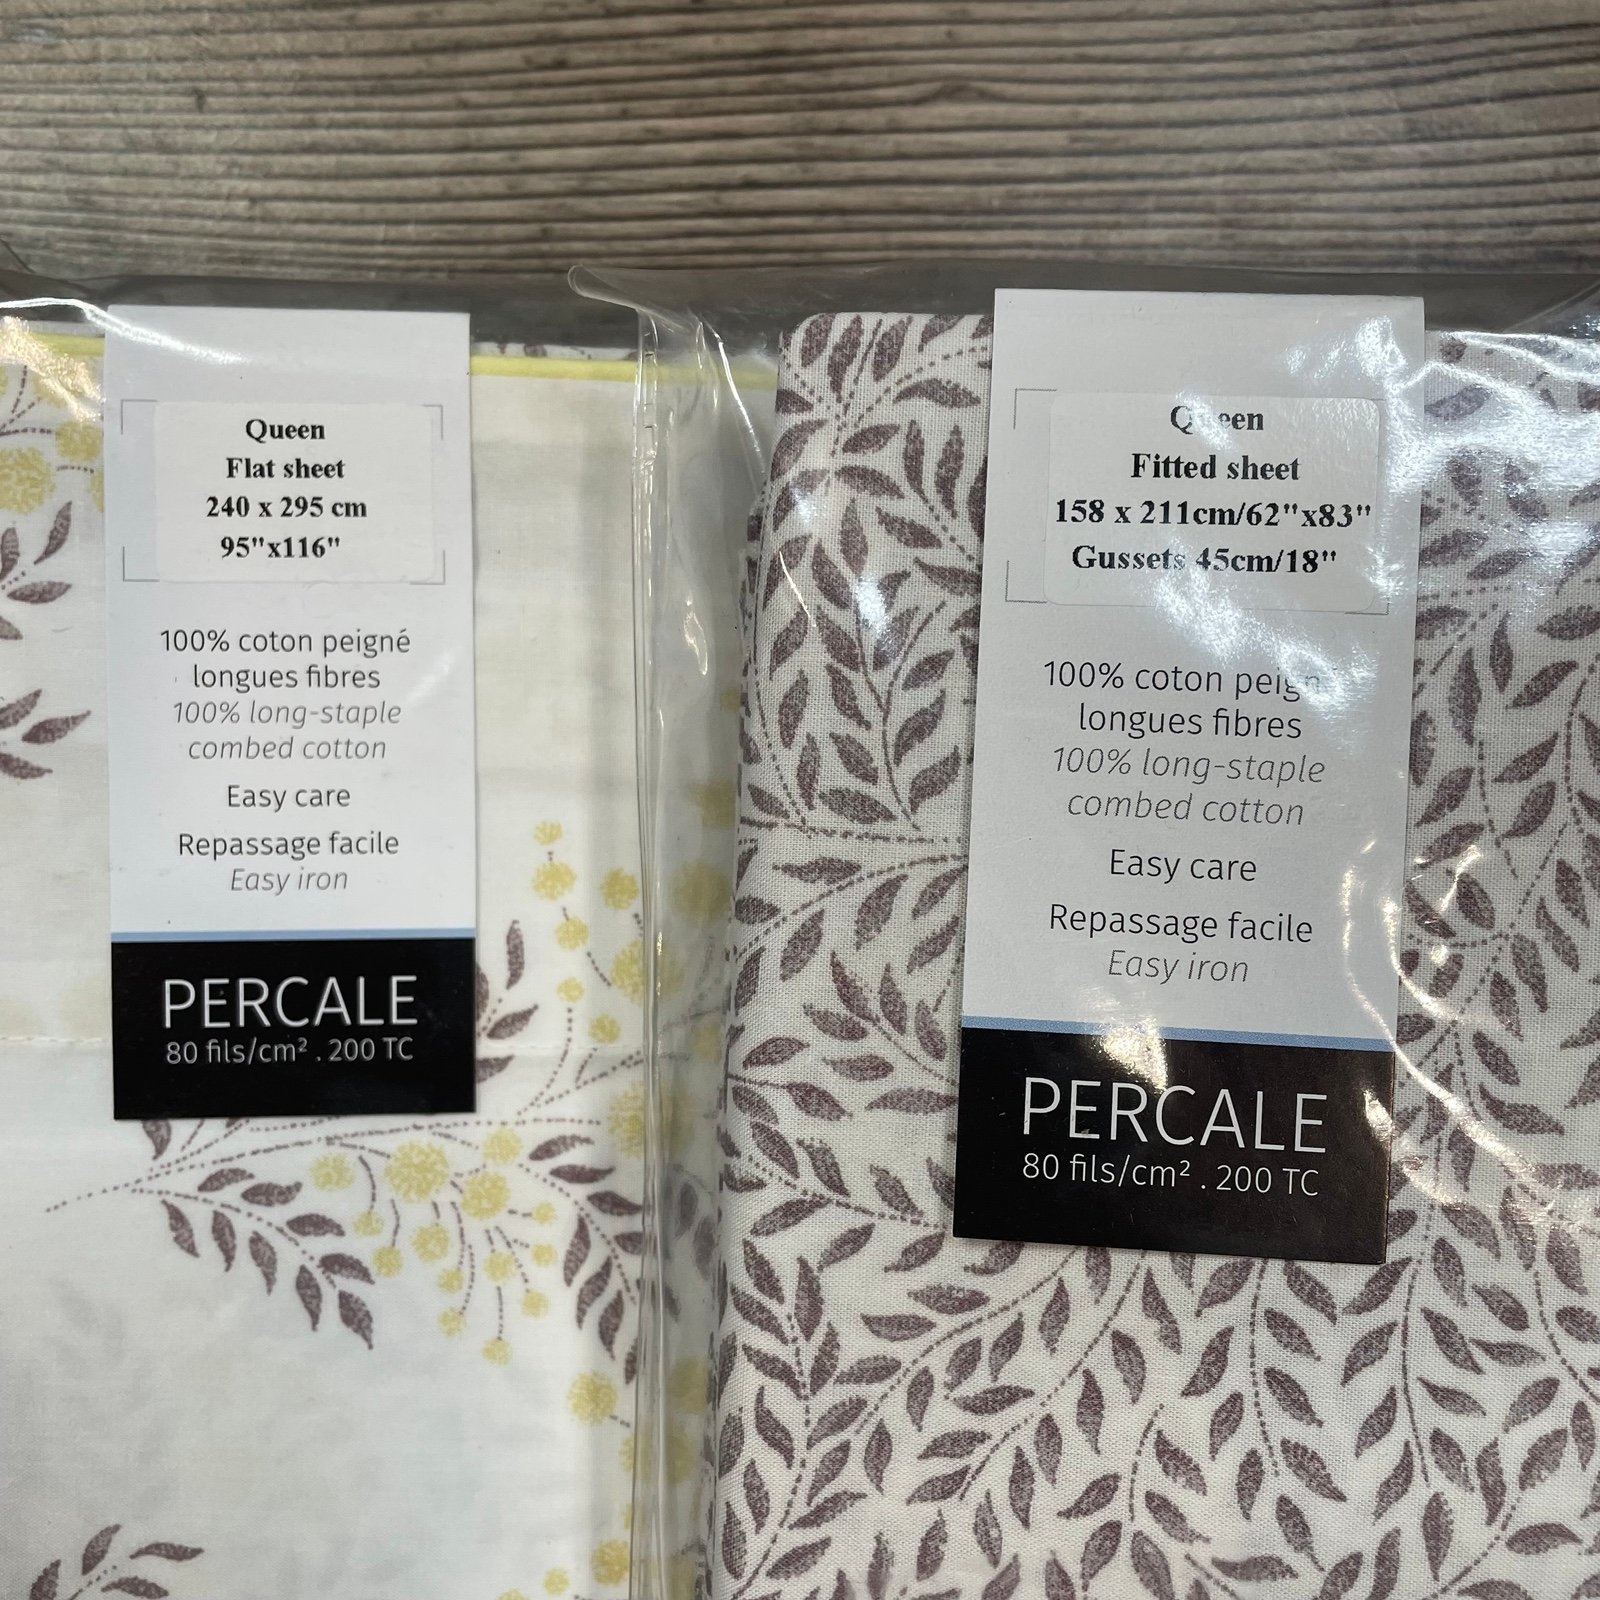 Queen
Flat sheet
240 x 295 cm
95"x116"
100% coton peigné
longues fibres
100% long-staple
combed cotton
Easy care
Repassage facile
Easy iron
PERCALE
80 fils/cm² . 200 TC
Queen
Fitted sheet
158 x 211cm/62"x83"
Gussets 45cm/18"
100% coton peign
longues fibres
100% long-staple
combed cotton
Easy care
Repassage facile
Easy iron
PERCALE
80 fils/cm² . 200 TC